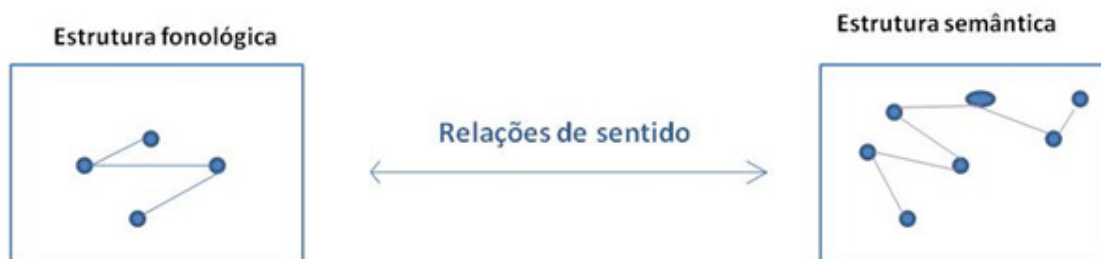 Estrutura fonológica
Estrutura semântica
Relações de sentido